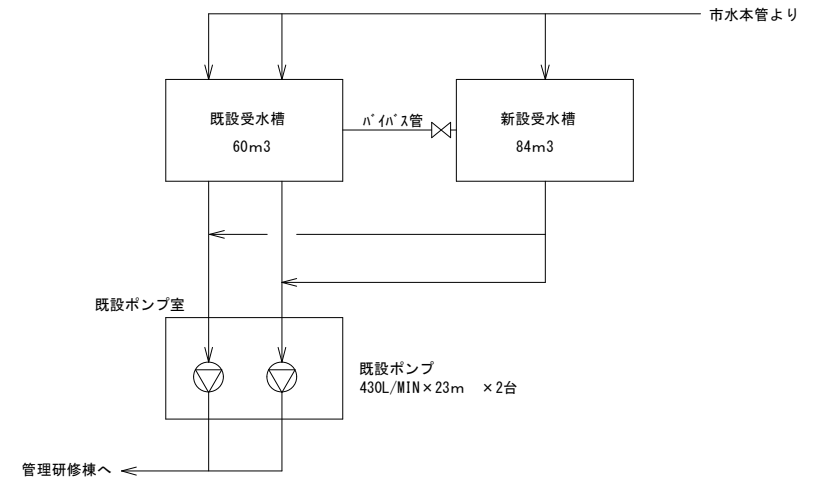 市水本管より
既設受水槽
60m3
ﾊﾞｲﾊﾟｽ管
新設受水槽
84m3
既設ポンプ室
既設ポンプ
430L/MIN×23m ×2台
管理研修棟へ